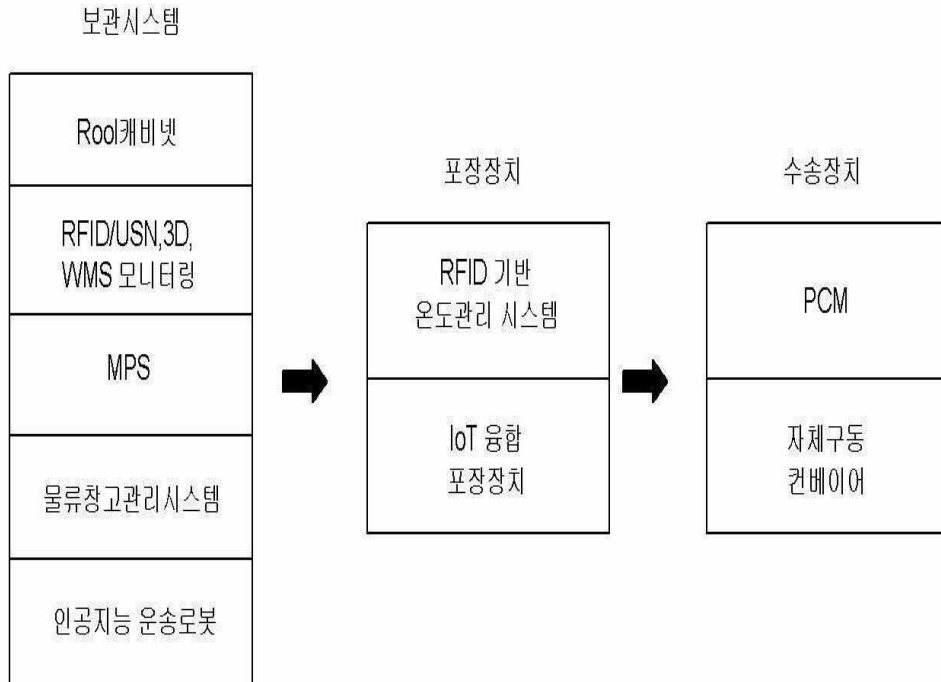 보관시스템
Rool캐비넷
RFID/USN,3D,
WMS 모니터링
MPS
물류창고관리시스템
인공지능 운송로봇
포장장치
RFID 기반
온도관리 시스템
IoT 융합
포장장치
수송장치
PCM
자체구동
컨베이어